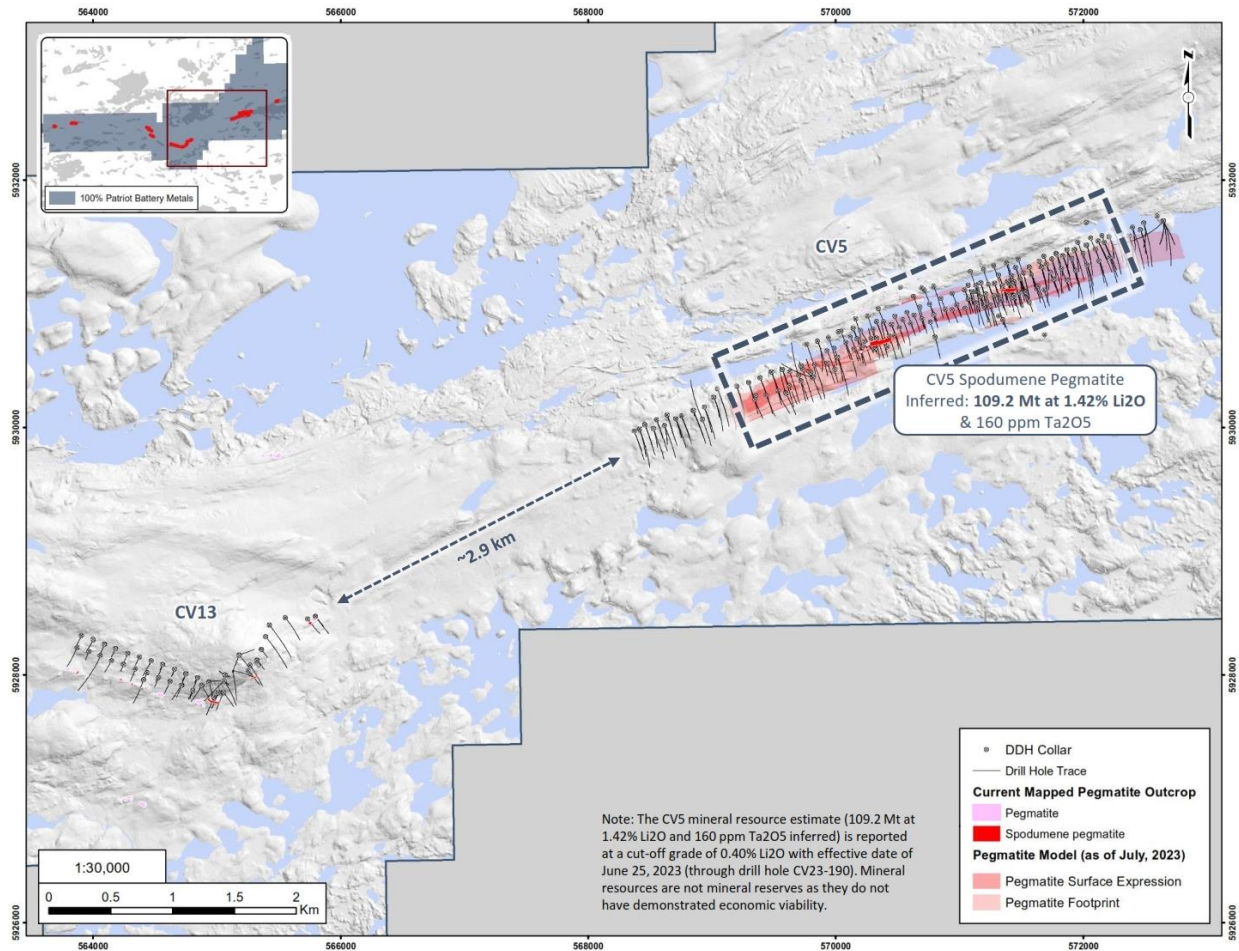 564000
566000
568000
570000
572000
100% Patriot Battery Metals
N
5932000
5932000
CV5
CV5 Spodumene Pegmatite
Inferred: 109.2 Mt at 1.42% Li2O
& 160 ppm Ta2O5
5930000
5930000
~2.9 km
CV13
5928000
5928000
DDH Collar
Drill Hole Trace
Current Mapped Pegmatite Outcrop
Pegmatite
Spodumene pegmatite
Pegmatite Model (as of July, 2023)
Pegmatite Surface Expression
Pegmatite Footprint
Note: The CV5 mineral resource estimate (109.2 Mt at
1.42% Li2O and 160 ppm Ta2O5 inferred) is reported
at a cut-off grade of 0.40% Li2O with effective date of
June 25, 2023 (through drill hole CV23-190). Mineral
resources are not mineral reserves as they do not
have demonstrated economic viability.
1:30,000
0 0.5 1 1.5 2
Km
5926000
5926000
564000
566000
568000
570000
572000